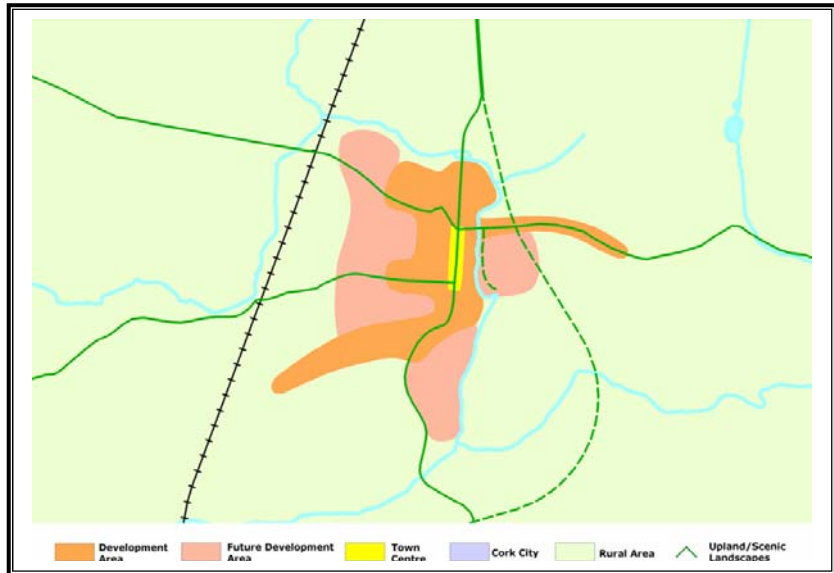 Development
Area
Future Development
Area
Town
Centre
Cork City
Rural Area
Upland/Scenic
Landscapes